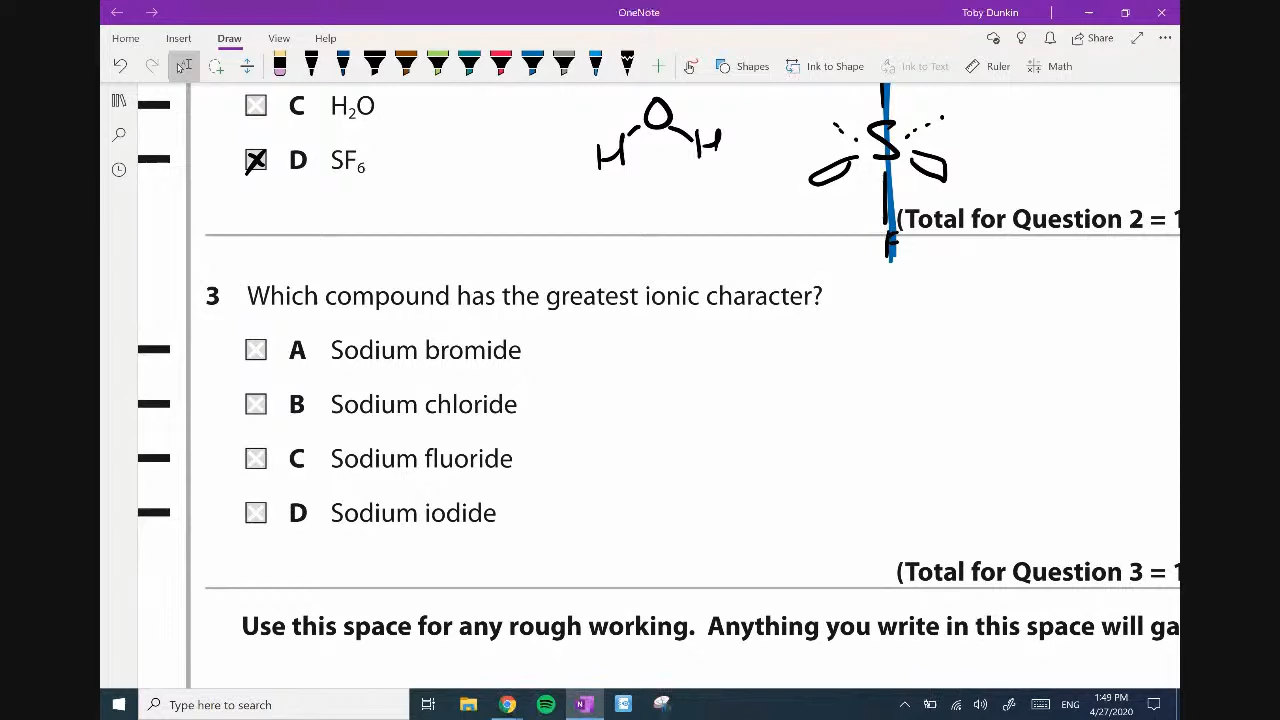 OneNote
Toby Dunkin
Home Insert Draw View Help
Share
Shapes Ink to Shape Ink to Text Ruler Math
C H₂O
O
H H
S
D SF₆
F
(Total for Question 2 = 1
3 Which compound has the greatest ionic character?
A Sodium bromide
B Sodium chloride
C Sodium fluoride
D Sodium iodide
(Total for Question 3 = 1
Use this space for any rough working. Anything you write in this space will ga
Type here to search
ENG
1:49 PM
4/27/2020